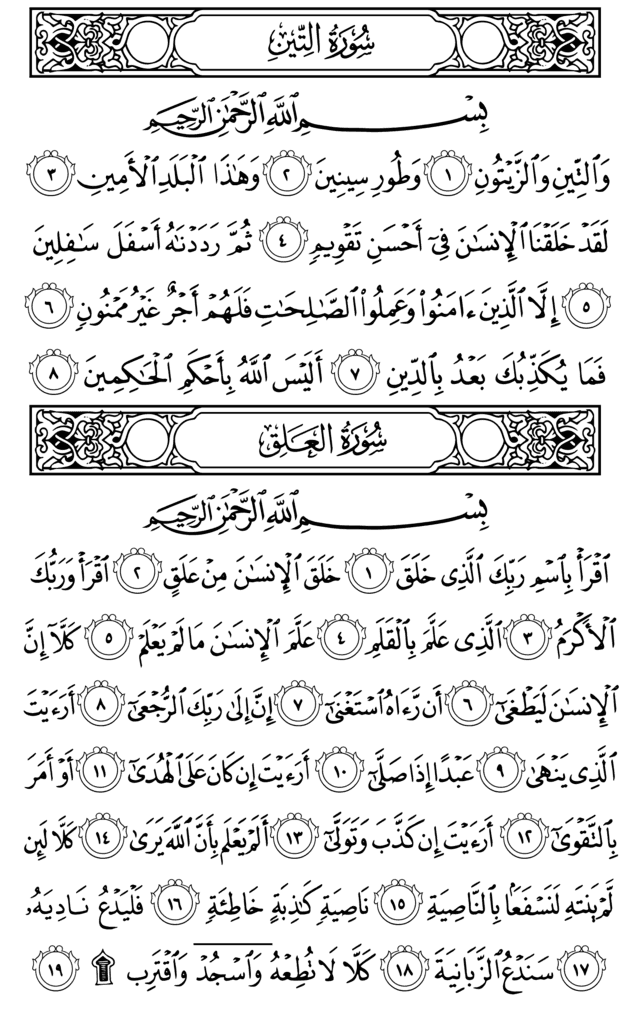 سُورَةُ التِّينِ
بِسْمِ ٱللَّهِ ٱلرَّحْمَٰنِ ٱلرَّحِيمِ
وَٱلتِّينِ وَٱلزَّيْتُونِ ١ وَطُورِ سِينِينَ ٢ وَهَٰذَا ٱلْبَلَدِ ٱلْأَمِينِ ٣
لَقَدْ خَلَقْنَا ٱلْإِنسَٰنَ فِىٓ أَحْسَنِ تَقْوِيمٍ ٤ ثُمَّ رَدَدْنَٰهُ أَسْفَلَ سَٰفِلِينَ
٥ إِلَّا ٱلَّذِينَ ءَامَنُوا۟ وَعَمِلُوا۟ ٱلصَّٰلِحَٰتِ فَلَهُمْ أَجْرٌ غَيْرُ مَمْنُونٍ ٦
فَمَا يُكَذِّبُكَ بَعْدُ بِٱلدِّينِ ٧ أَلَيْسَ ٱللَّهُ بِأَحْكَمِ ٱلْحَٰكِمِينَ ٨
سُورَةُ العَلَقِ
بِسْمِ ٱللَّهِ ٱلرَّحْمَٰنِ ٱلرَّحِيمِ
ٱقْرَأْ بِٱسْمِ رَبِّكَ ٱلَّذِى خَلَقَ ١ خَلَقَ ٱلْإِنسَٰنَ مِنْ عَلَقٍ ٢ ٱقْرَأْ وَرَبُّكَ
ٱلْأَكْرَمُ ٣ ٱلَّذِى عَلَّمَ بِٱلْقَلَمِ ٤ عَلَّمَ ٱلْإِنسَٰنَ مَا لَمْ يَعْلَمْ ٥ كَلَّآ إِنَّ
ٱلْإِنسَٰنَ لَيَطْغَىٰٓ ٦ أَن رَّءَاهُ ٱسْتَغْنَىٰٓ ٧ إِنَّ إِلَىٰ رَبِّكَ ٱلرُّجْعَىٰٓ ٨ أَرَءَيْتَ
ٱلَّذِى يَنْهَىٰ ٩ عَبْدًا إِذَا صَلَّىٰٓ ١٠ أَرَءَيْتَ إِن كَانَ عَلَى ٱلْهُدَىٰٓ ١١ أَوْ أَمَرَ
بِٱلتَّقْوَىٰٓ ١٢ أَرَءَيْتَ إِن كَذَّبَ وَتَوَلَّىٰٓ ١٣ أَلَمْ يَعْلَم بِأَنَّ ٱللَّهَ يَرَىٰ ١٤ كَلَّا لَئِن
لَّمْ يَنتَهِ لَنَسْفَعًۢا بِٱلنَّاصِيَةِ ١٥ نَاصِيَةٍ كَٰذِبَةٍ خَاطِئَةٍ ١٦ فَلْيَدْعُ نَادِيَهُۥ
١٧ سَنَدْعُ ٱلزَّبَانِيَةَ ١٨ كَلَّا لَا تُطِعْهُ وَٱسْجُدْ وَٱقْتَرِب ۩ ١٩